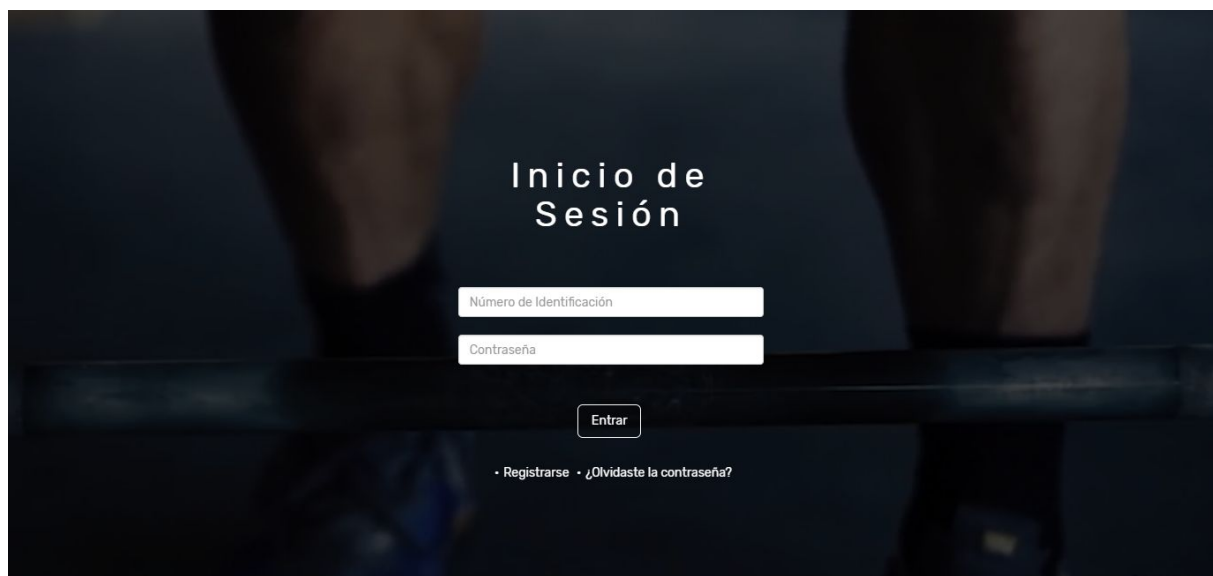 Inicio de
Sesión
Número de Identificación
Contraseña
Entrar
• Registrarse • ¿Olvidaste la contraseña?